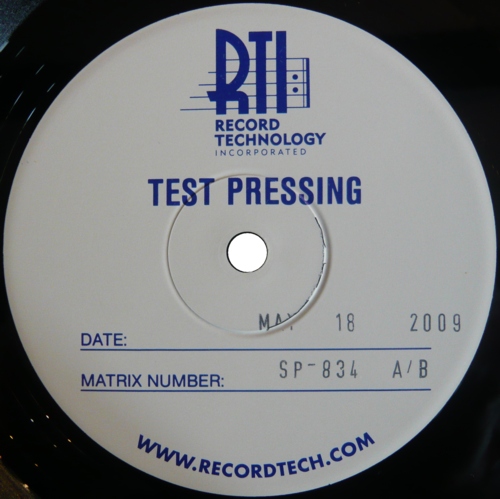 RTI
RECORD
TECHNOLOGY
INCORPORATED
TEST PRESSING
DATE: MAY 18 2009
MATRIX NUMBER: SP-834 A/B
WWW.RECORDTECH.COM